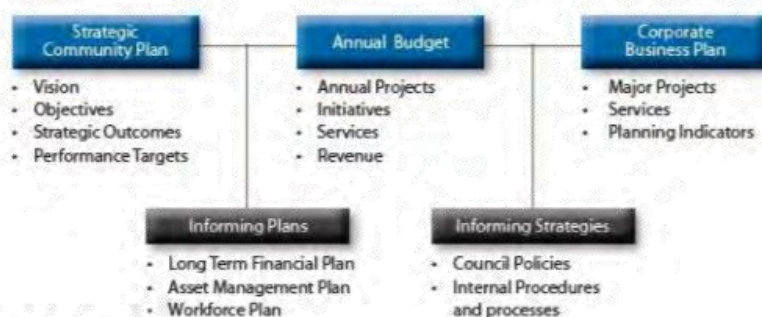 Strategic
Community Plan
Annual Budget
Corporate
Business Plan
• Vision
• Objectives
• Strategic Outcomes
• Performance Targets
• Annual Projects
• Initiatives
• Services
• Revenue
• Major Projects
• Services
• Planning Indicators
Informing Plans
Informing Strategies
• Long Term Financial Plan
• Asset Management Plan
• Workforce Plan
• Council Policies
• Internal Procedures
and processes